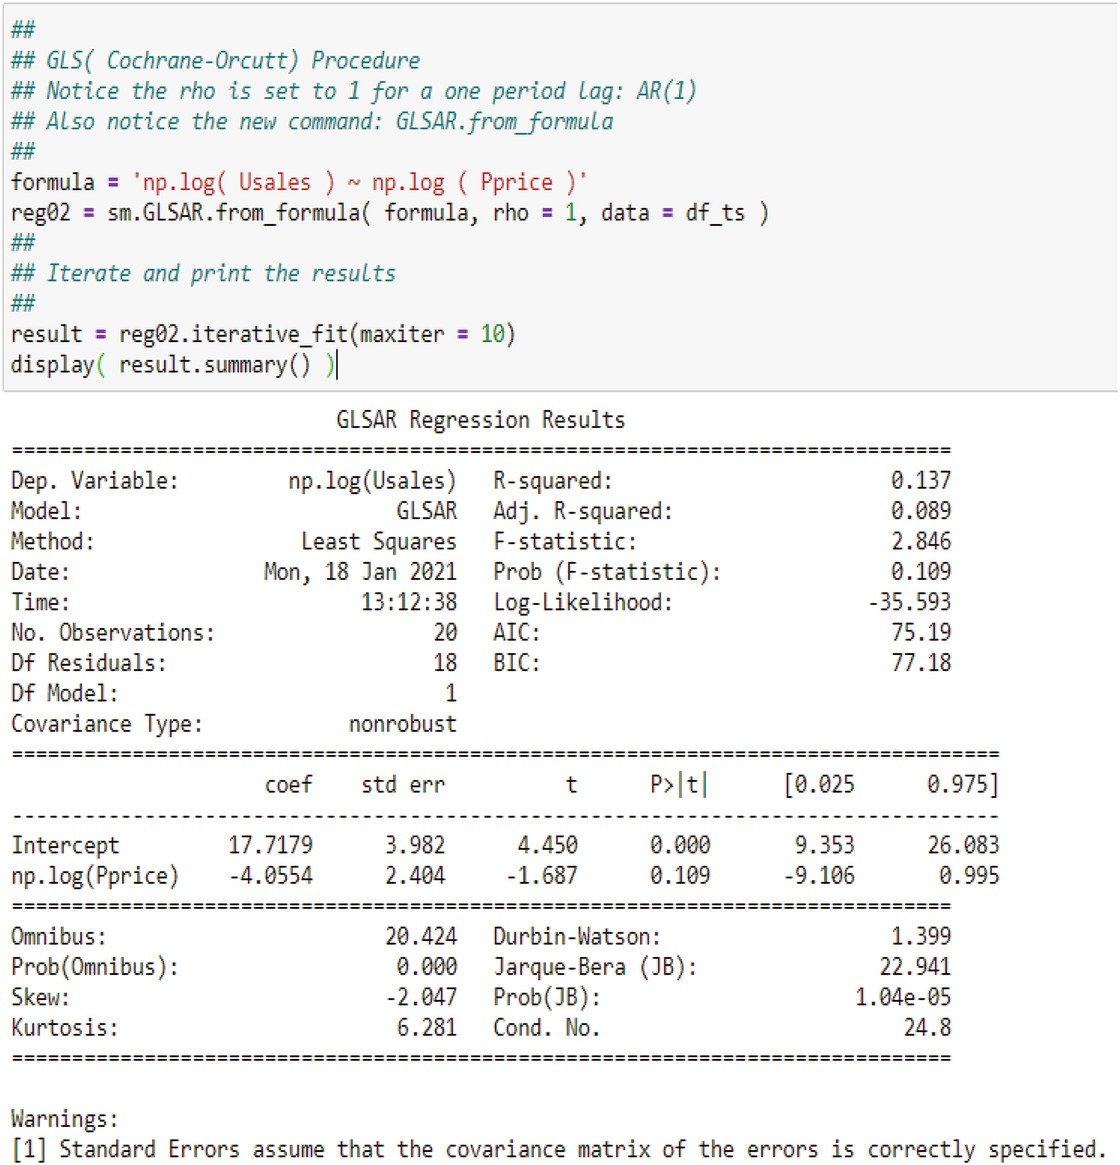 ##
## GLS( Cochrane-Orcutt) Procedure
## Notice the rho is set to 1 for a one period lag: AR(1)
## Also notice the new command: GLSAR.from_formula
##
formula = 'np.log( Usales ) ~ np.log ( Pprice )'
reg02 = sm.GLSAR.from_formula( formula, rho = 1, data = df_ts )
##
## Iterate and print the results
##
result = reg02.iterative_fit(maxiter = 10)
display( result.summary() )
GLSAR Regression Results
==============================================================================
Dep. Variable: np.log(Usales) R-squared: 0.137
Model: GLSAR Adj. R-squared: 0.089
Method: Least Squares F-statistic: 2.846
Date: Mon, 18 Jan 2021 Prob (F-statistic): 0.109
Time: 13:12:38 Log-Likelihood: -35.593
No. Observations: 20 AIC: 75.19
Df Residuals: 18 BIC: 77.18
Df Model: 1
Covariance Type: nonrobust
==================================================================================
coef std err t P>|t| [0.025 0.975]
----------------------------------------------------------------------------------
Intercept 17.7179 3.982 4.450 0.000 9.353 26.083
np.log(Pprice) -4.0554 2.404 -1.687 0.109 -9.106 0.995
==============================================================================
Omnibus: 20.424 Durbin-Watson: 1.399
Prob(Omnibus): 0.000 Jarque-Bera (JB): 22.941
Skew: -2.047 Prob(JB): 1.04e-05
Kurtosis: 6.281 Cond. No. 24.8
==============================================================================
Warnings:
[1] Standard Errors assume that the covariance matrix of the errors is correctly specified.